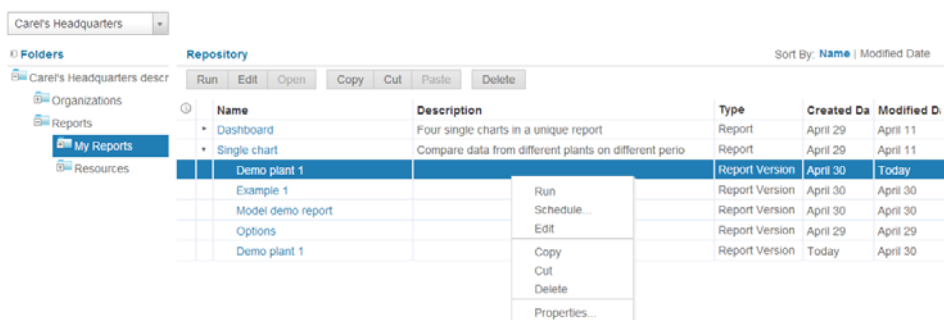 Carel's Headquarters
Folders
Carel's Headquarters descr
Organizations
Reports
My Reports
Resources
Repository
Sort By: Name | Modified Date
Run Edit Open Copy Cut Paste Delete
Name Description Type Created Da Modified Da
Dashboard Four single charts in a unique report Report April 29 April 11
Single chart Compare data from different plants on different perio Report April 29 April 11
Demo plant 1 Report Version April 30 Today
Example 1 Report Version April 30 April 30
Model demo report Report Version April 30 April 30
Options Report Version April 29 April 29
Demo plant 1 Report Version Today April 30
Run
Schedule...
Edit
Copy
Cut
Delete
Properties...